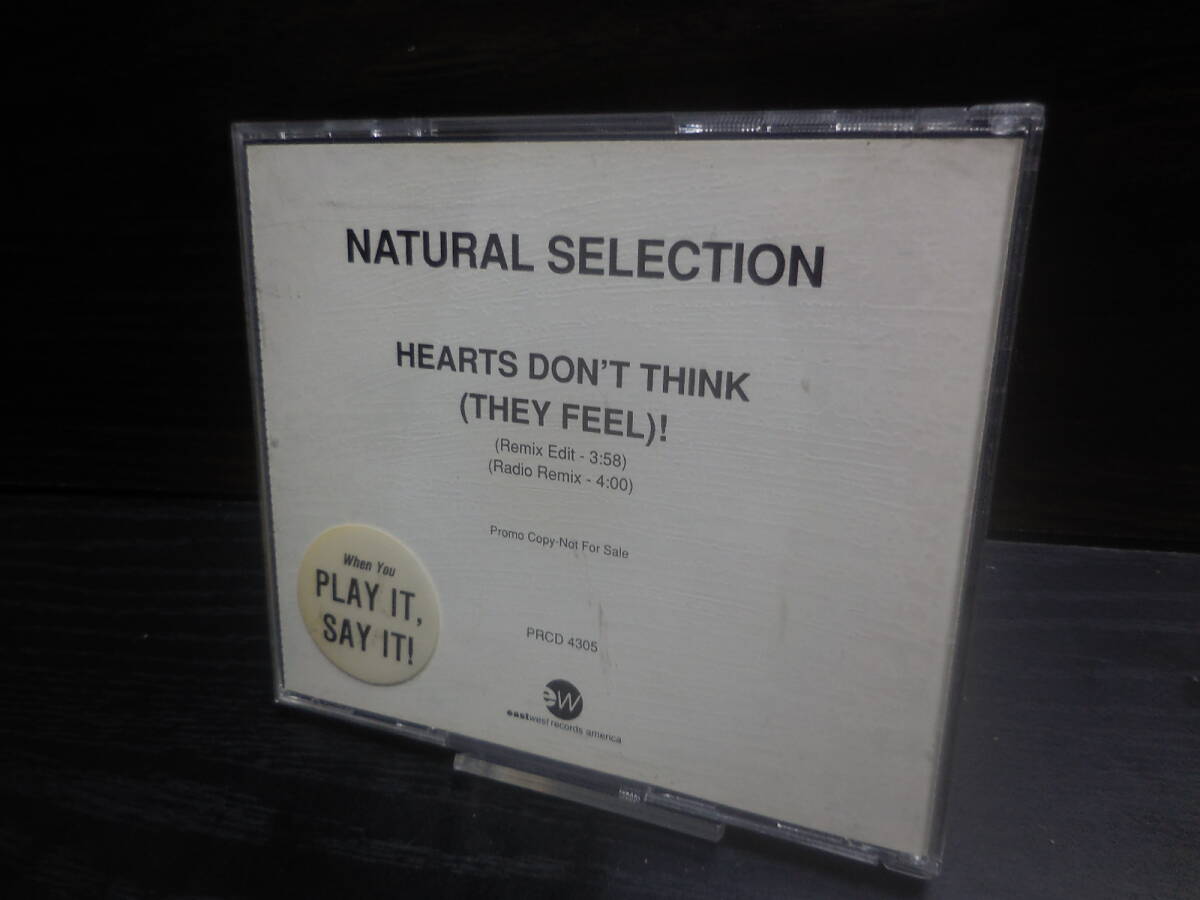 NATURAL SELECTION
HEARTS DON'T THINK
(THEY FEEL)!
(Remix Edit - 3:58)
(Radio Remix - 4:00)
Promo Copy-Not For Sale
When You
PLAY IT,
SAY IT!
PRCD 4305
ew
eastwest records america